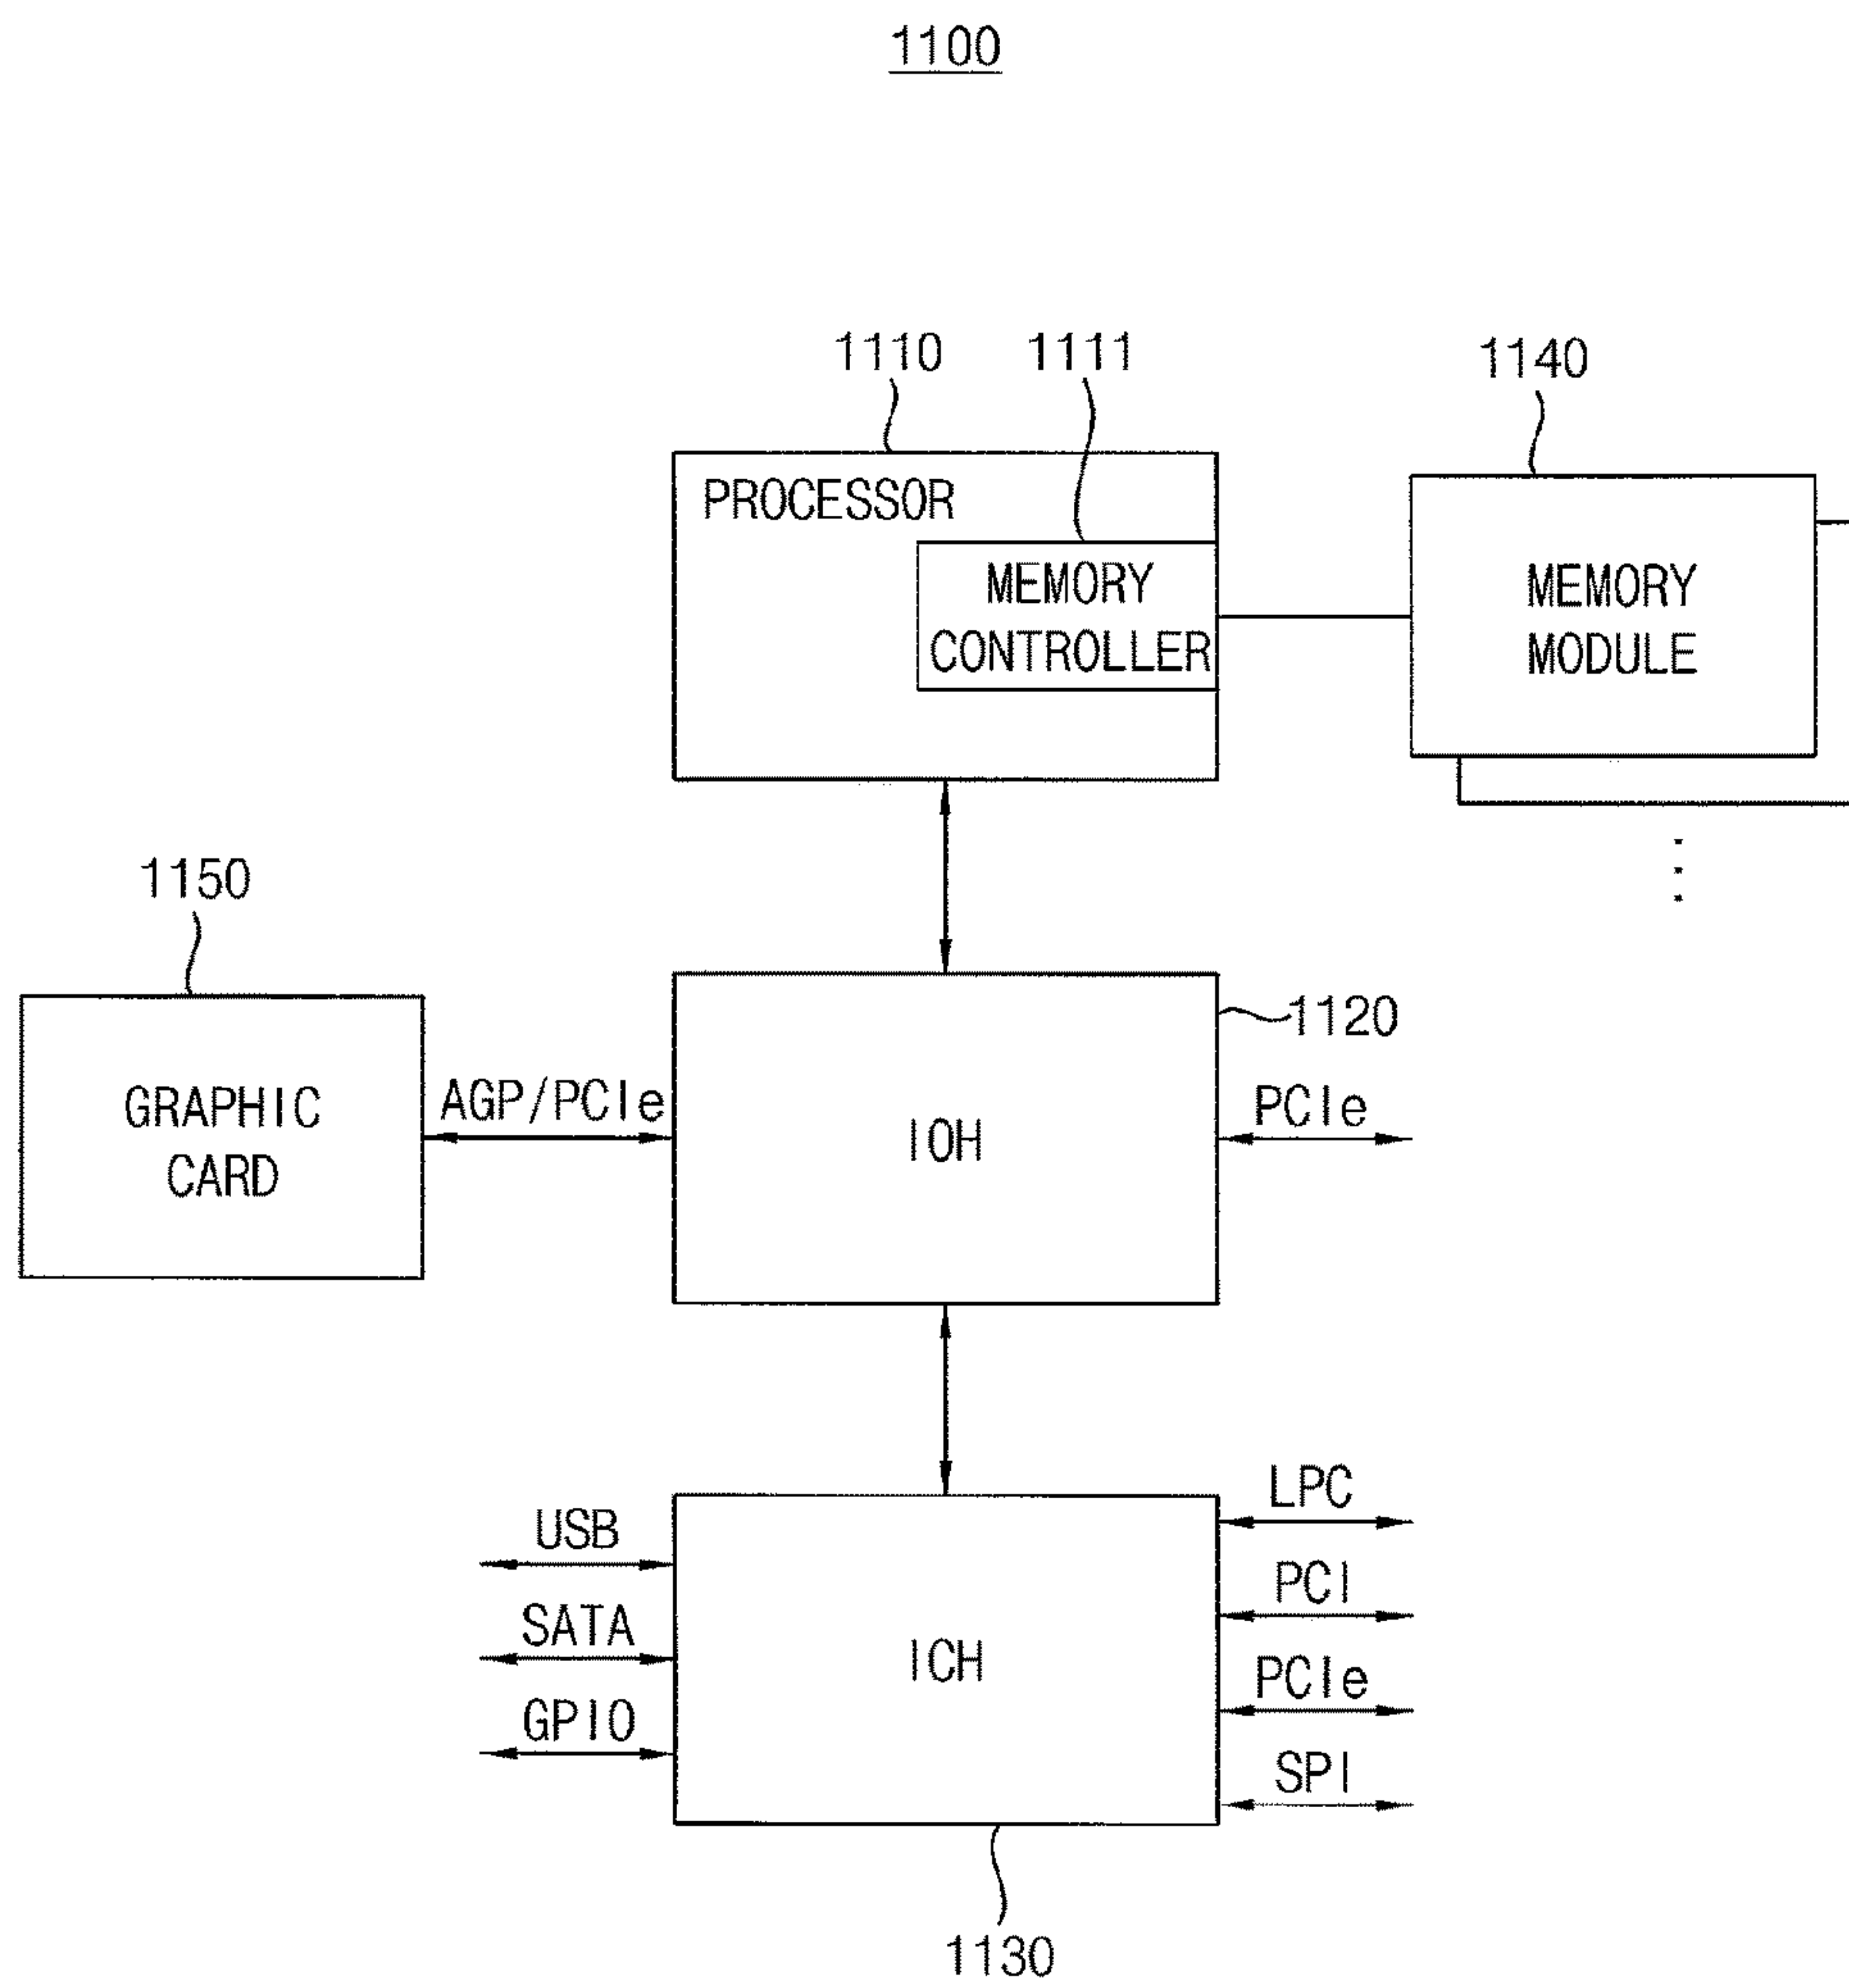 1100
1110
1111
1140
PROCESSOR
MEMORY
CONTROLLER
MEMORY
MODULE
1150
1120
GRAPHIC
CARD
AGP/PCIe
IOH
PCIe
USB
SATA
GPIO
ICH
LPC
PCI
PCIe
SPI
1130